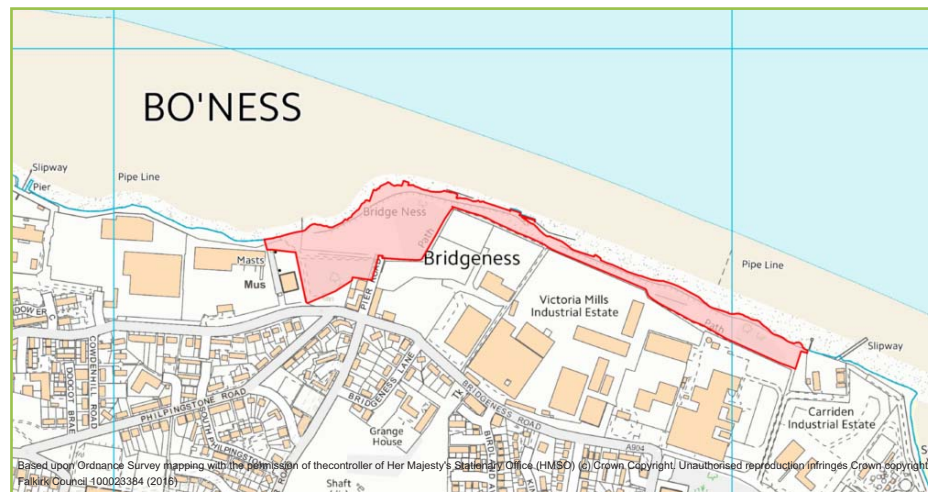 BO'NESS
Slipway
Pier
Pipe Line
Bridge Ness
Path
Masts
Mus
PIER ROAD
Bridgeness
Pipe Line
Victoria Mills
Industrial Estate
Path
Slipway
COWDENHILL ROAD
DOOCOT BRAE
PHILPINGSTONE ROAD
BRIDGENESS LANE
BRIDGENESS ROAD
Grange
House
A904
Carriden
Industrial Estate
Shaft
Based upon Ordnance Survey mapping with the permission of thecontroller of Her Majesty's Stationary Office (HMSO) (c) Crown Copyright. Unauthorised reproduction infringes Crown copyright
Falkirk Council 100023384 (2016)